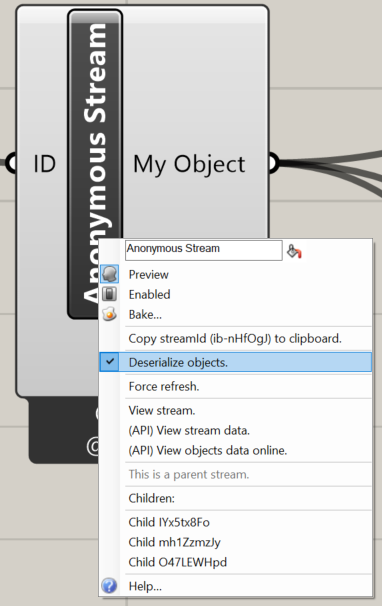 Anonymous Stream
ID
My Object
Anonymous Stream
Preview
Enabled
Bake...
Copy streamId (ib-nHfOgJ) to clipboard.
Deserialize objects.
Force refresh.
View stream.
(API) View stream data.
(API) View objects data online.
@
This is a parent stream.
Children:
Child IYx5tx8Fo
Child mh1ZzmzJy
Child O47LEWHpd
Help...